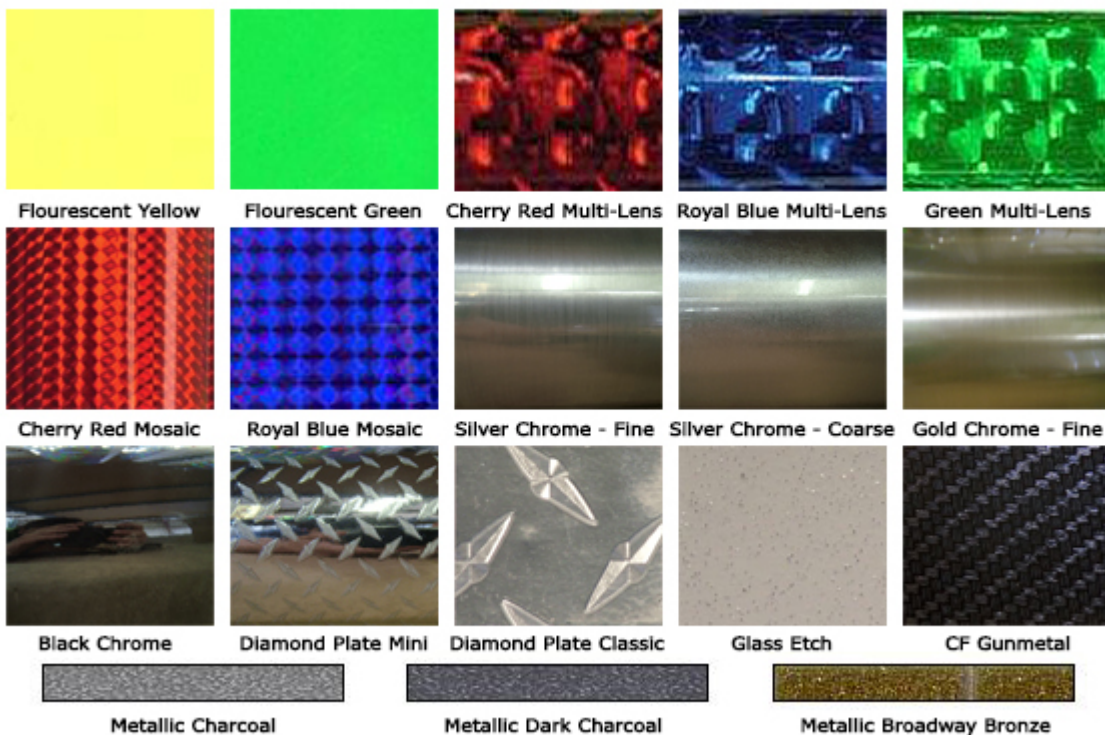 Flourescent Yellow
Flourescent Green
Cherry Red Multi-Lens
Royal Blue Multi-Lens
Green Multi-Lens
Cherry Red Mosaic
Royal Blue Mosaic
Silver Chrome - Fine
Silver Chrome - Coarse
Gold Chrome - Fine
Black Chrome
Diamond Plate Mini
Diamond Plate Classic
Glass Etch
CF Gunmetal
Metallic Charcoal
Metallic Dark Charcoal
Metallic Broadway Bronze